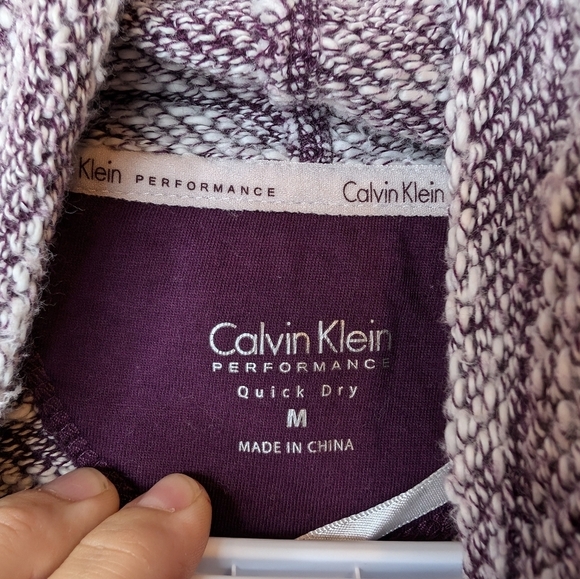 Klein PERFORMANCE Calvin Klein
Calvin Klein
PERFORMANCE
Quick Dry
M
MADE IN CHINA